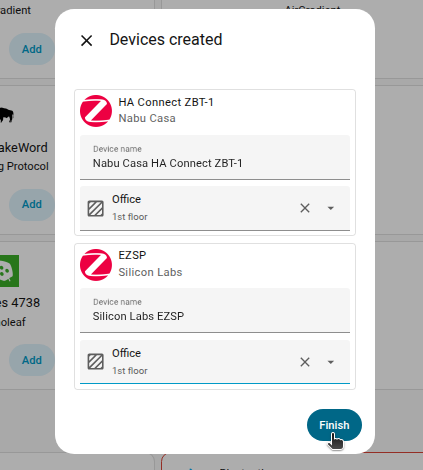 adient
AirGradient
Devices created
Add
HA Connect ZBT-1
Nabu Casa
Device name
Nabu Casa HA Connect ZBT-1
akeWord
g Protocol
Add
Office
1st floor
EZSP
Silicon Labs
Device name
Silicon Labs EZSP
es 4738
oleaf
Add
Office
1st floor
Finish